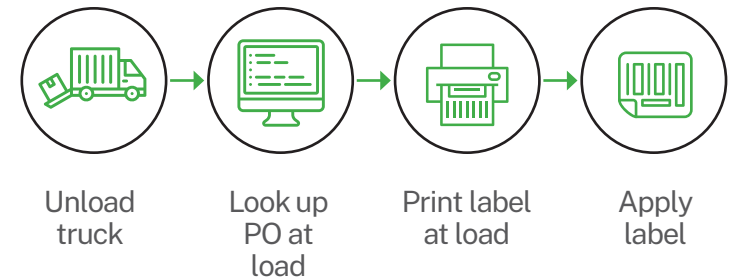 Unload
truck
Look up
PO at
load
Print label
at load
Apply
label